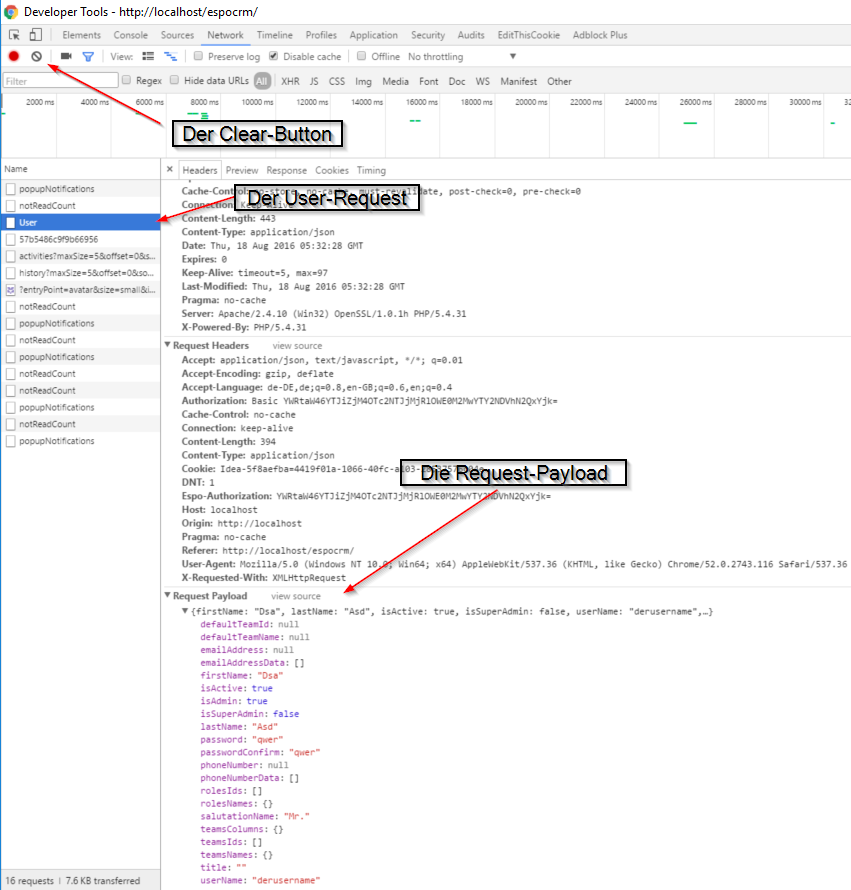 Developer Tools - http://localhost/espocrm/
Elements Console Sources Network Timeline Profiles Application Security Audits EditThisCookie Adblock Plus
View: Preserve log Disable cache Offline No throttling
Filter Regex Hide data URLs All XHR JS CSS Img Media Font Doc WS Manifest Other
2000 ms 4000 ms 6000 ms 8000 ms 10000 ms 12000 ms 14000 ms 16000 ms 18000 ms 20000 ms 22000 ms 24000 ms 26000 ms 28000 ms 30000 ms 32
Der Clear-Button
Name
popupNotifications
notReadCount
User
57b5486c9f9b66956
activities?maxSize=5&offset=0&s...
history?maxSize=5&offset=0&so...
?entryPoint=avatar&size=small&i...
notReadCount
popupNotifications
notReadCount
popupNotifications
notReadCount
notReadCount
popupNotifications
notReadCount
popupNotifications
16 requests | 7.6 KB transferred
× Headers Preview Response Cookies Timing
Cache-Control: no-store, no-cache, must-revalidate, post-check=0, pre-check=0
Der User-Request
Connection: Keep-Alive
Content-Length: 443
Content-Type: application/json
Date: Thu, 18 Aug 2016 05:32:28 GMT
Expires: 0
Keep-Alive: timeout=5, max=97
Last-Modified: Thu, 18 Aug 2016 05:32:28 GMT
Pragma: no-cache
Server: Apache/2.4.10 (Win32) OpenSSL/1.0.1h PHP/5.4.31
X-Powered-By: PHP/5.4.31
Request Headers view source
Accept: application/json, text/javascript, */*; q=0.01
Accept-Encoding: gzip, deflate
Accept-Language: de-DE,de;q=0.8,en-GB;q=0.6,en;q=0.4
Authorization: Basic YWRtaW46YTJiZjM4OTc2NTJjMjRlOWE0M2MwYTY2NDVhN2QxYjk=
Cache-Control: no-cache
Connection: keep-alive
Content-Length: 394
Content-Type: application/json
Cookie: Idea-5f8aefba=4419f01a-1066-40fc-a103-
Die Request-Payload
DNT: 1
Espo-Authorization: YWRtaW46YTJiZjM4OTc2NTJjMjRlOWE0M2MwYTY2NDVhN2QxYjk=
Host: localhost
Origin: http://localhost
Pragma: no-cache
Referer: http://localhost/espocrm/
User-Agent: Mozilla/5.0 (Windows NT 10.0; Win64; x64) AppleWebKit/537.36 (KHTML, like Gecko) Chrome/52.0.2743.116 Safari/537.36
X-Requested-With: XMLHttpRequest
Request Payload view source
{firstName: "Dsa", lastName: "Asd", isActive: true, isSuperAdmin: false, userName: "derusername",…}
defaultTeamId: null
defaultTeamName: null
emailAddress: null
emailAddressData: []
firstName: "Dsa"
isActive: true
isAdmin: true
isSuperAdmin: false
lastName: "Asd"
password: "qwer"
passwordConfirm: "qwer"
phoneNumber: null
phoneNumberData: []
rolesIds: []
rolesNames: {}
salutationName: "Mr."
teamsColumns: {}
teamsIds: []
teamsNames: {}
title: ""
userName: "derusername"